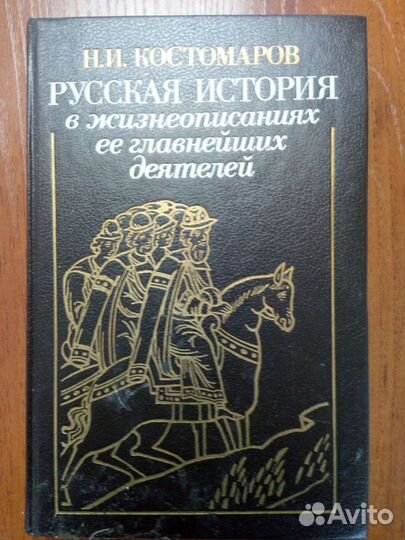 Н.И. КОСТОМАРОВ
РУССКАЯ ИСТОРИЯ
в жизнеописаниях
ее главнейших
деятелей
Avito